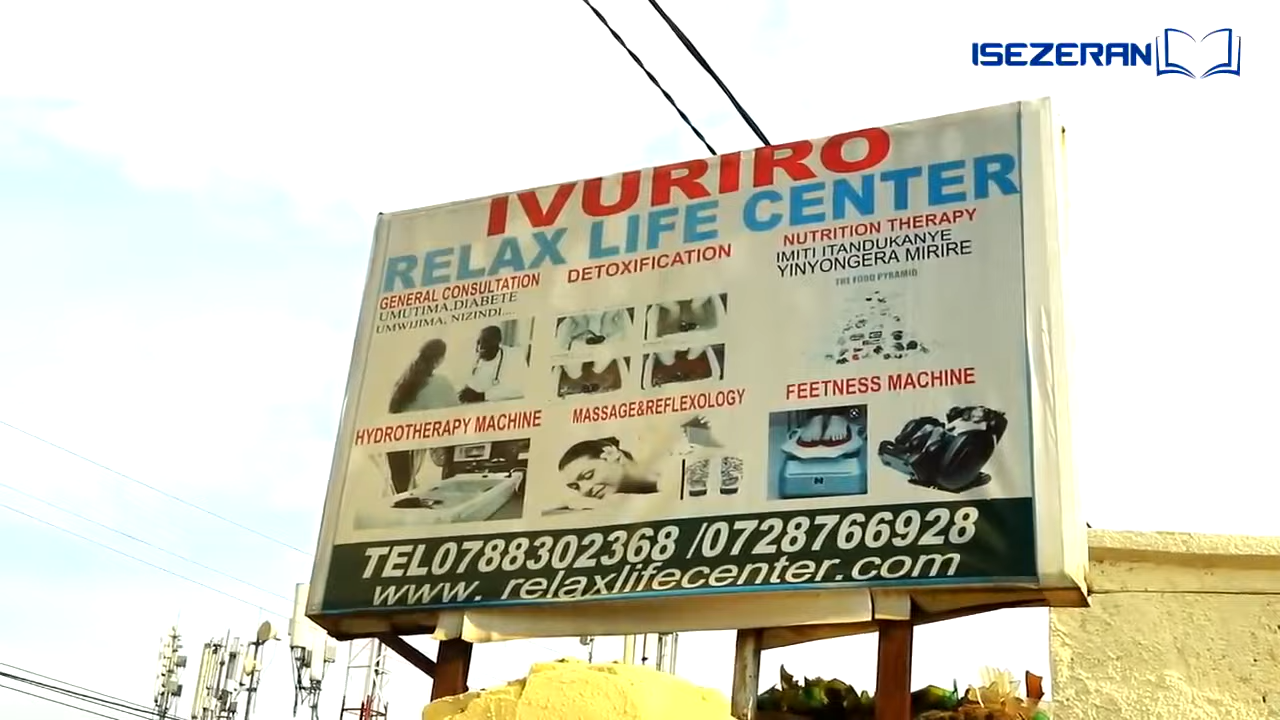 ISEZERAN
IVURIRO
RELAX LIFE CENTER
GENERAL CONSULTATION
UMUTIMA,DIABETE
UMWIJIMA, NIZINDI....
DETOXIFICATION
NUTRITION THERAPY
IMITI ITANDUKANYE
YINYONGERA MIRIRE
THE FOOD PYRAMID
HYDROTHERAPY MACHINE
MASSAGE&REFLEXOLOGY
FEETNESS MACHINE
TEL0788302368 /0728766928
www. relaxlifecenter.com